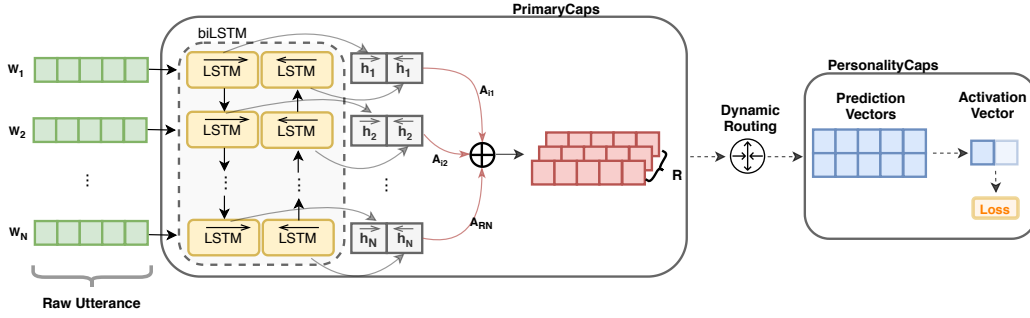 PrimaryCaps
biLSTM
W1
LSTM
LSTM
h1
h1
Ai1
W2
LSTM
LSTM
h2
h2
Ai2
...
...
...
...
WN
LSTM
LSTM
hN
hN
ARN
Raw Utterance
R
Dynamic
Routing
PersonalityCaps
Prediction
Vectors
Activation
Vector
Loss